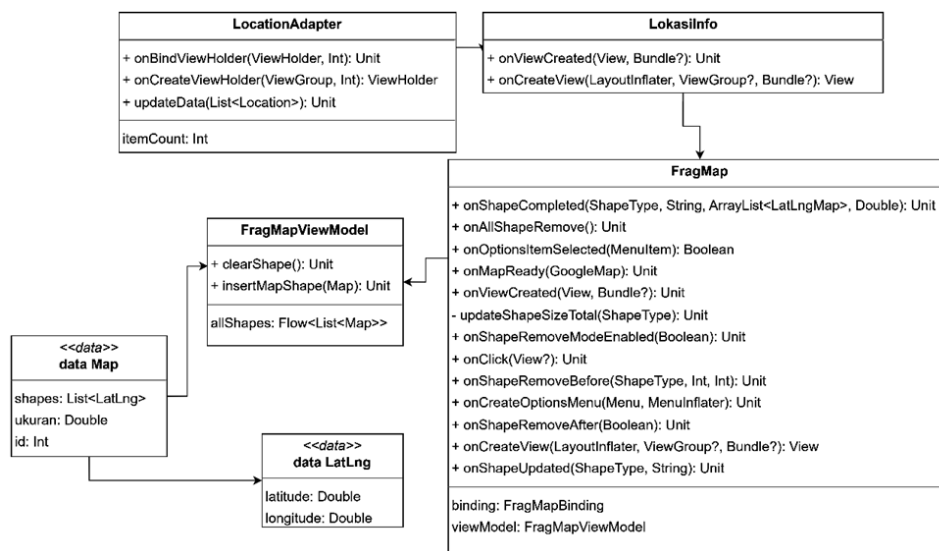 LocationAdapter
+ onBindViewHolder(ViewHolder, Int): Unit
+ onCreateViewHolder(ViewGroup, Int): ViewHolder
+ updateData(List<Location>): Unit
itemCount: Int
LokasiInfo
+ onViewCreated(View, Bundle?): Unit
+ onCreateView(LayoutInflater, ViewGroup?, Bundle?): View
FragMap
+ onShapeCompleted(ShapeType, String, ArrayList<LatLngMap>, Double): Unit
+ onAllShapeRemove(): Unit
+ onOptionsItemSelected(MenuItem): Boolean
+ onMapReady(GoogleMap): Unit
+ onViewCreated(View, Bundle?): Unit
- updateShapeSizeTotal(ShapeType): Unit
+ onShapeRemoveModeEnabled(Boolean): Unit
+ onClick(View?): Unit
+ onShapeRemoveBefore(ShapeType, Int, Int): Unit
+ onCreateOptionsMenu(Menu, MenuInflater): Unit
+ onShapeRemoveAfter(Boolean): Unit
+ onCreateView(LayoutInflater, ViewGroup?, Bundle?): View
+ onShapeUpdated(ShapeType, String): Unit
binding: FragMapBinding
viewModel: FragMapViewModel
FragMapViewModel
+ clearShape(): Unit
+ insertMapShape(Map): Unit
allShapes: Flow<List<Map>>
<<data>>
data Map
shapes: List<LatLng>
ukuran: Double
id: Int
<<data>>
data LatLng
latitude: Double
longitude: Double